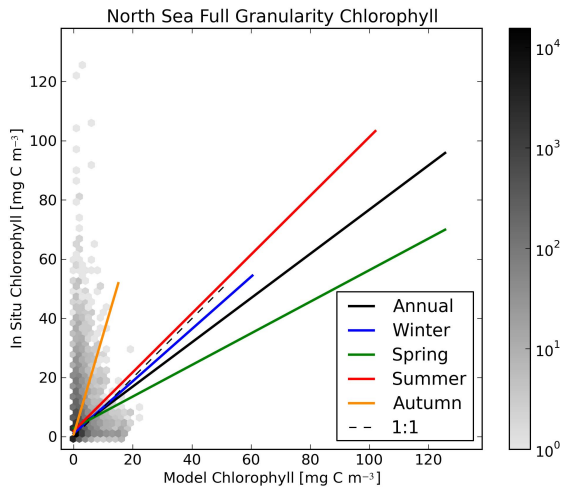 North Sea Full Granularity Chlorophyll
In Situ Chlorophyll [mg C m⁻³]
120
100
80
60
40
20
0
0 20 40 60 80 100 120
Model Chlorophyll [mg C m⁻³]
Annual
Winter
Spring
Summer
Autumn
1:1
10⁴
10³
10²
10¹
10⁰